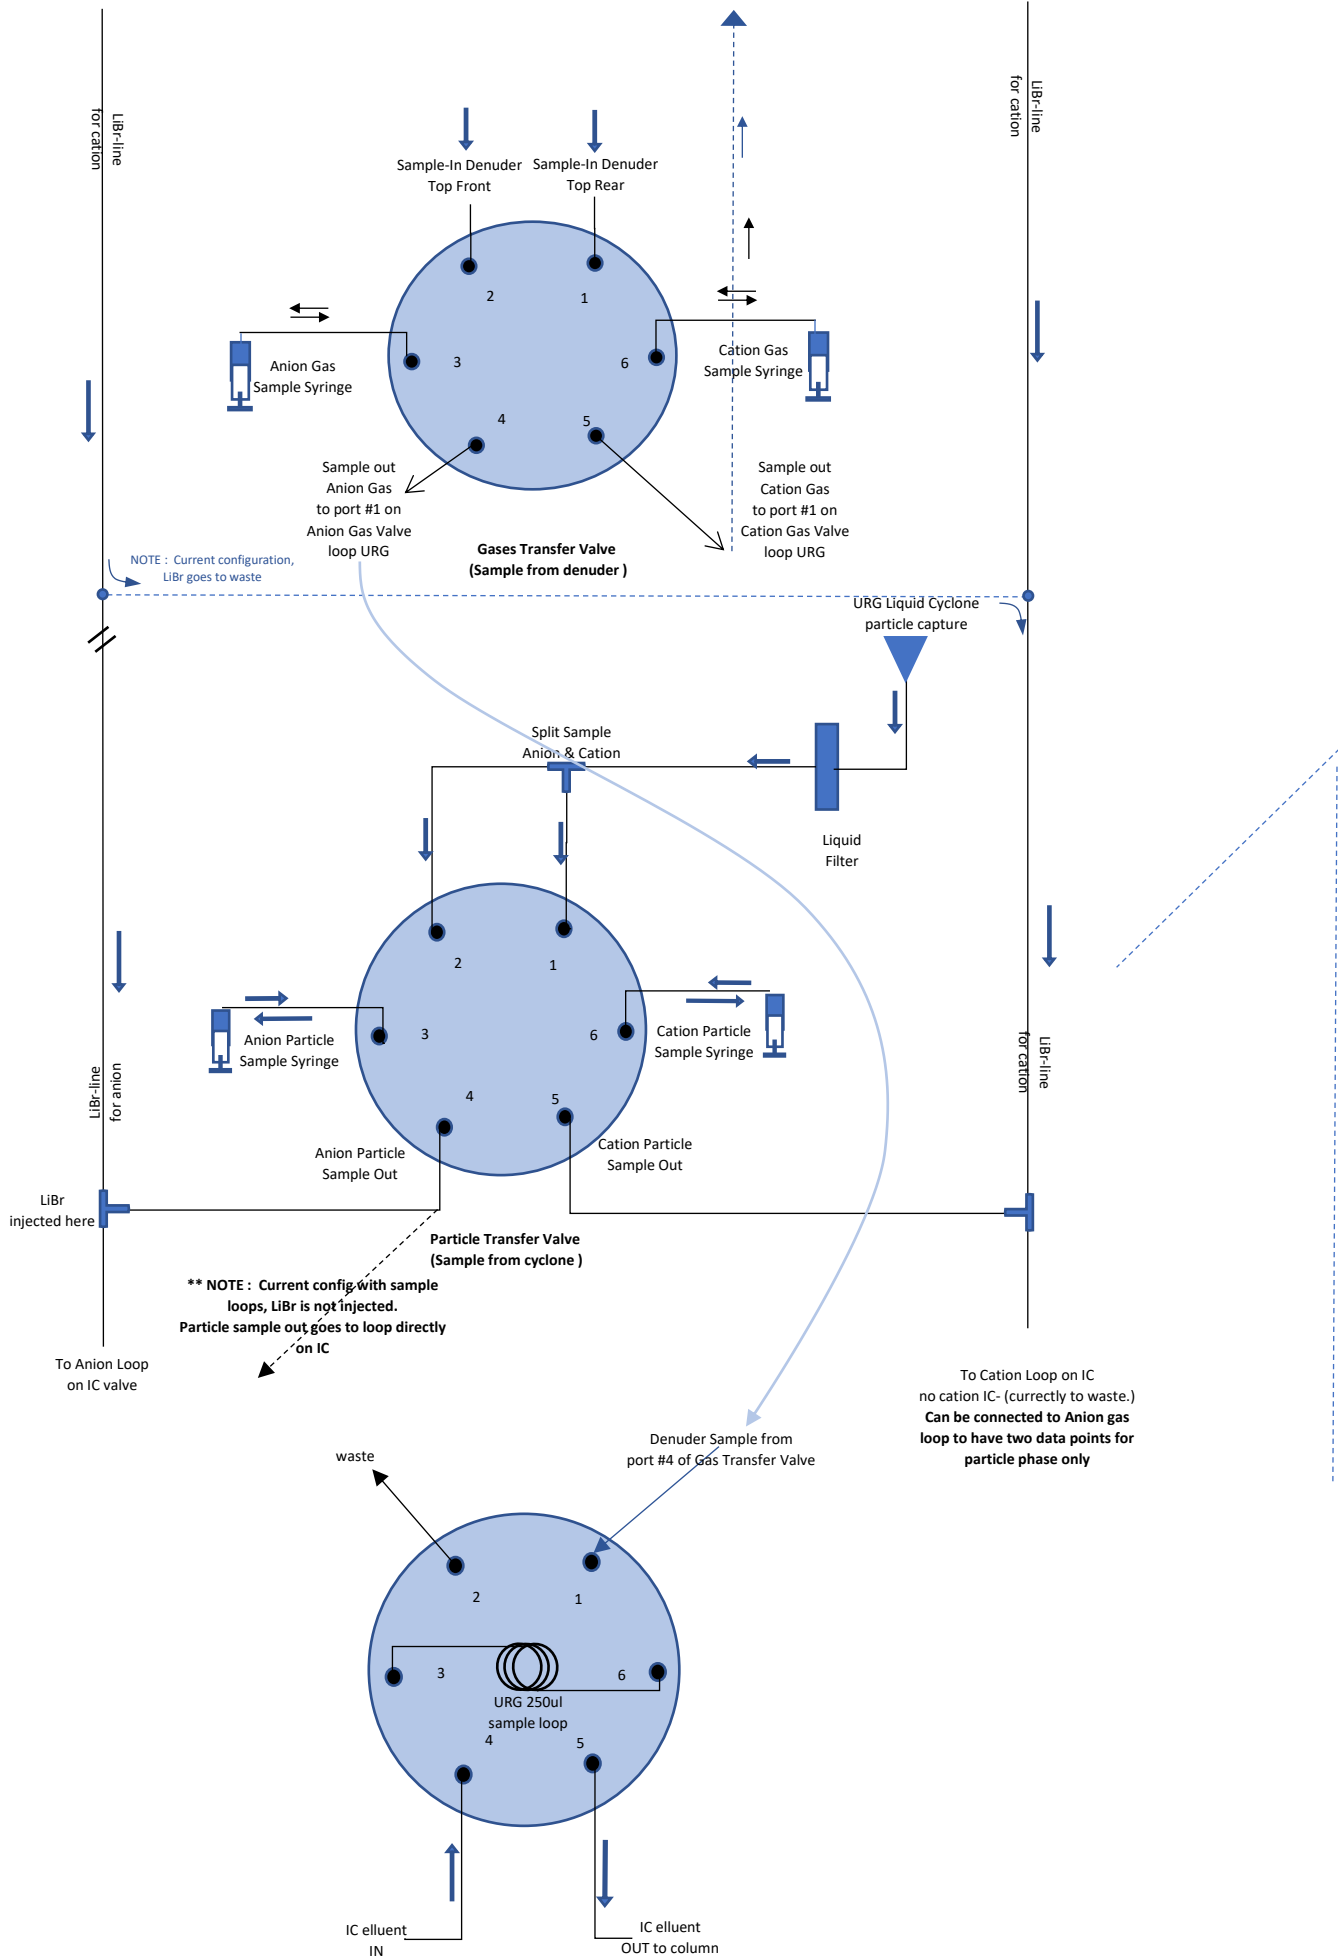 LiBr-line
for cation
LiBr-line
for cation
Sample-In Denuder
Top Front
Sample-In Denuder
Top Rear
2
1
3
6
4
5
Anion Gas
Sample Syringe
Cation Gas
Sample Syringe
Sample out
Anion Gas
to port #1 on
Anion Gas Valve
loop URG
Sample out
Cation Gas
to port #1 on
Cation Gas Valve
loop URG
Gases Transfer Valve
(Sample from denuder )
NOTE : Current configuration,
LiBr goes to waste
URG Liquid Cyclone
particle capture
Split Sample
Anion & Cation
Liquid
Filter
2
1
3
6
4
5
Anion Particle
Sample Syringe
Cation Particle
Sample Syringe
LiBr-line
for anion
LiBr-line
for cation
Anion Particle
Sample Out
Cation Particle
Sample Out
LiBr
injected here
Particle Transfer Valve
(Sample from cyclone )
** NOTE : Current config with sample
loops, LiBr is not injected.
Particle sample out goes to loop directly
on IC
To Anion Loop
on IC valve
To Cation Loop on IC
no cation IC- (currectly to waste.)
Can be connected to Anion gas
loop to have two data points for
particle phase only
waste
Denuder Sample from
port #4 of Gas Transfer Valve
2
1
3
6
URG 250ul
sample loop
4
5
IC elluent
IN
IC elluent
OUT to column